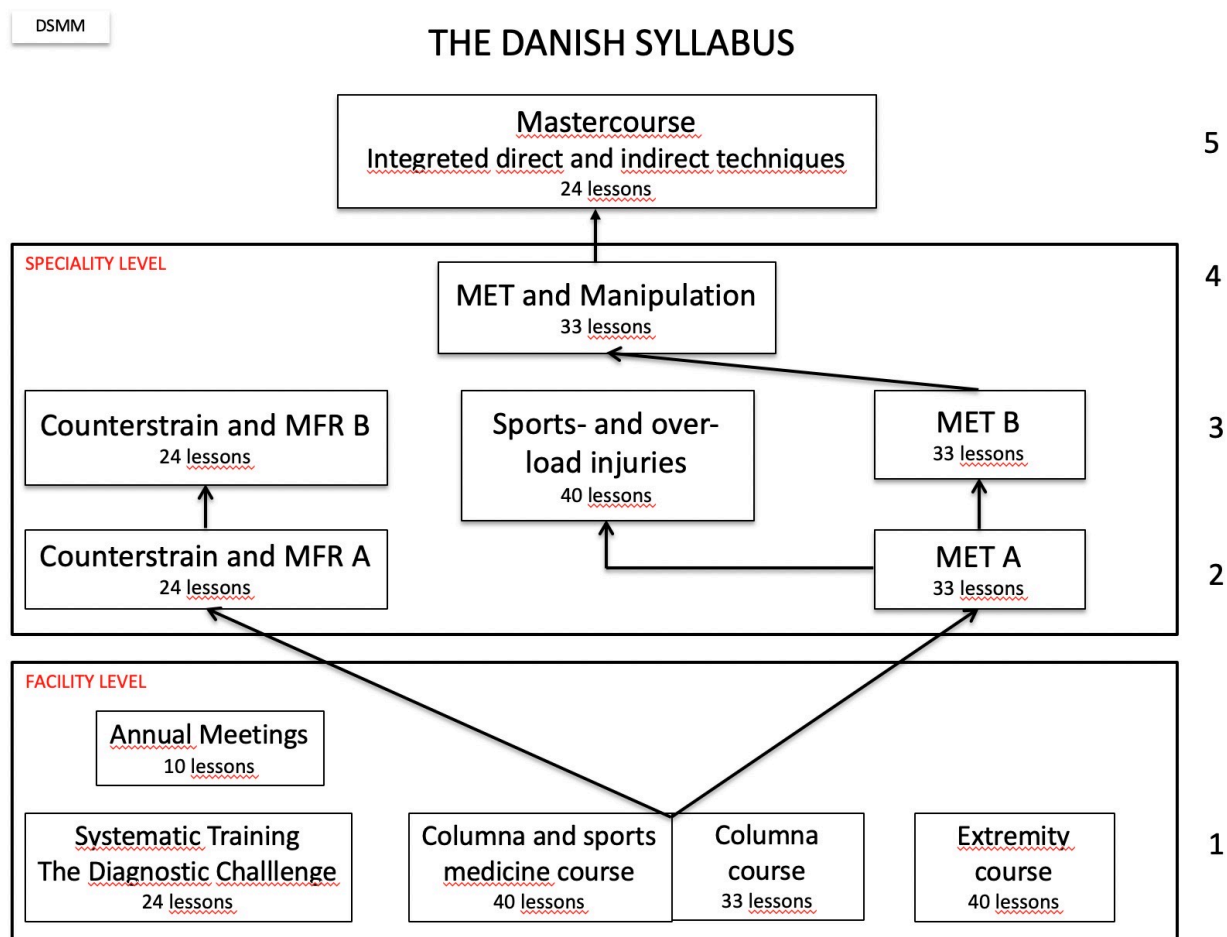 DSMM
THE DANISH SYLLABUS
Mastercourse
Integreted direct and indirect techniques
24 lessons
5
SPECIALITY LEVEL
4
MET and Manipulation
33 lessons
Counterstrain and MFR B
24 lessons
Sports- and over-
load injuries
40 lessons
MET B
33 lessons
3
Counterstrain and MFR A
24 lessons
MET A
33 lessons
2
FACILITY LEVEL
Annual Meetings
10 lessons
Systematic Training
The Diagnostic Challlenge
24 lessons
Columna and sports
medicine course
40 lessons
Columna
course
33 lessons
Extremity
course
40 lessons
1